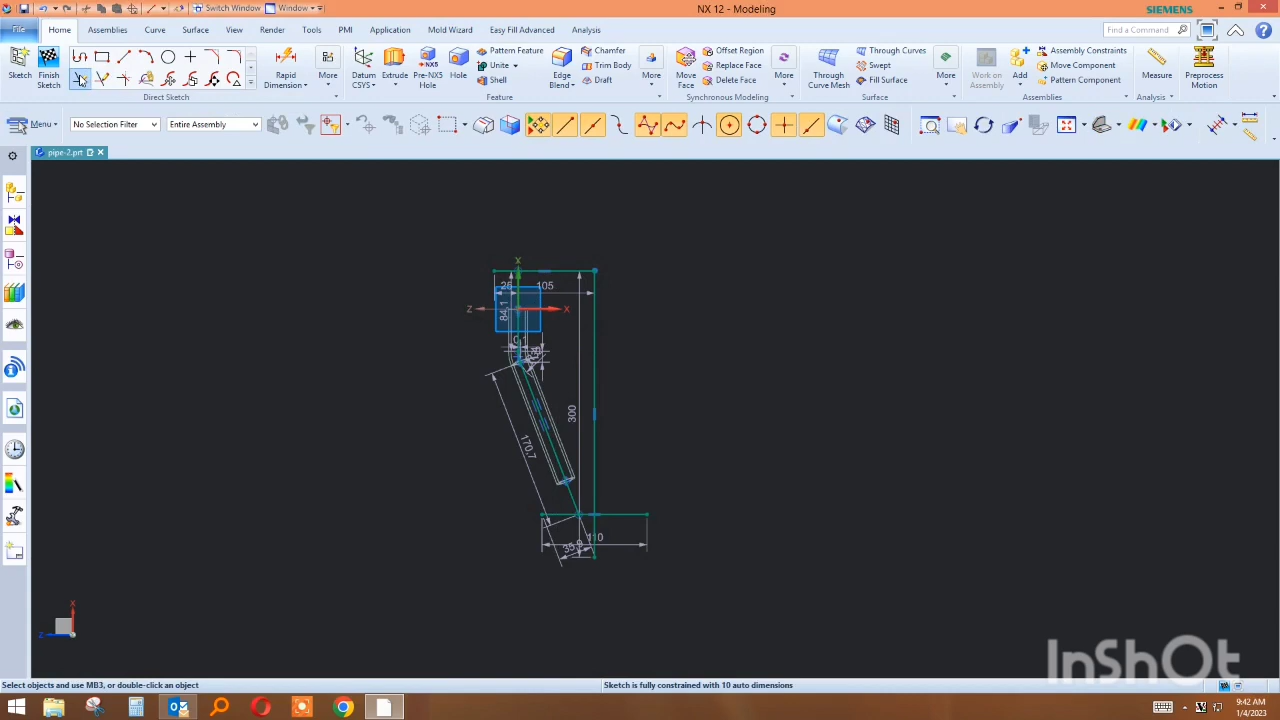 Switch Window Window NX 12 - Modeling SIEMENS
File Home Assemblies Curve Surface View Render Tools PMI Application Mold Wizard Easy Fill Advanced Analysis Find a Command
Sketch Finish Sketch Rapid Dimension More Datum CSYS Extrude Pre-NX5 Hole Hole Pattern Feature Unite Shell Edge Blend Chamfer Trim Body Draft More Move Face Offset Region Replace Face Delete Face More Through Curve Mesh Through Curves Swept Fill Surface More Work on Assembly Add Assembly Constraints Move Component Pattern Component Measure Preprocess Motion
Direct Sketch Feature Synchronous Modeling Surface Assemblies Analysis
Menu No Selection Filter Entire Assembly
pipe-2.prt
X
25 105
Z X
84.1
300
170.7
110
X
Z
InShOt
Select objects and use MB3, or double-click an object Sketch is fully constrained with 10 auto dimensions
9:42 AM
1/4/2023